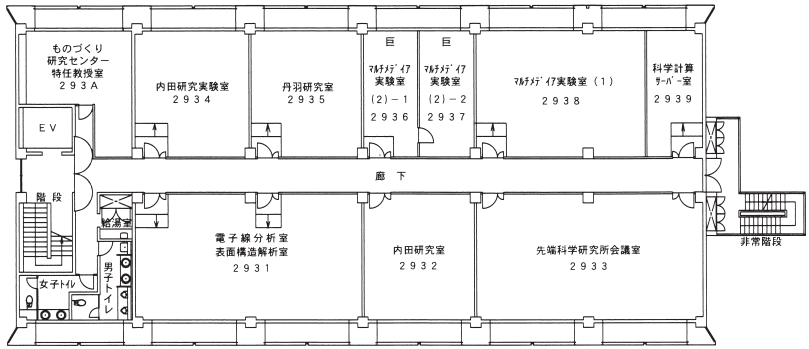 ものづくり
研究センター
特任教授室
293A
内田研究実験室
2934
丹羽研究室
2935
マルチメディア
実験室
(2)-1
2936
マルチメディア
実験室
(2)-2
2937
マルチメディア実験室(1)
2938
科学計算
サーバー室
2939
EV
廊下
階段
給湯室
電子線分析室
表面構造解析室
2931
内田研究室
2932
先端科学研究所会議室
2933
非常階段
女子トイレ
男子トイレ